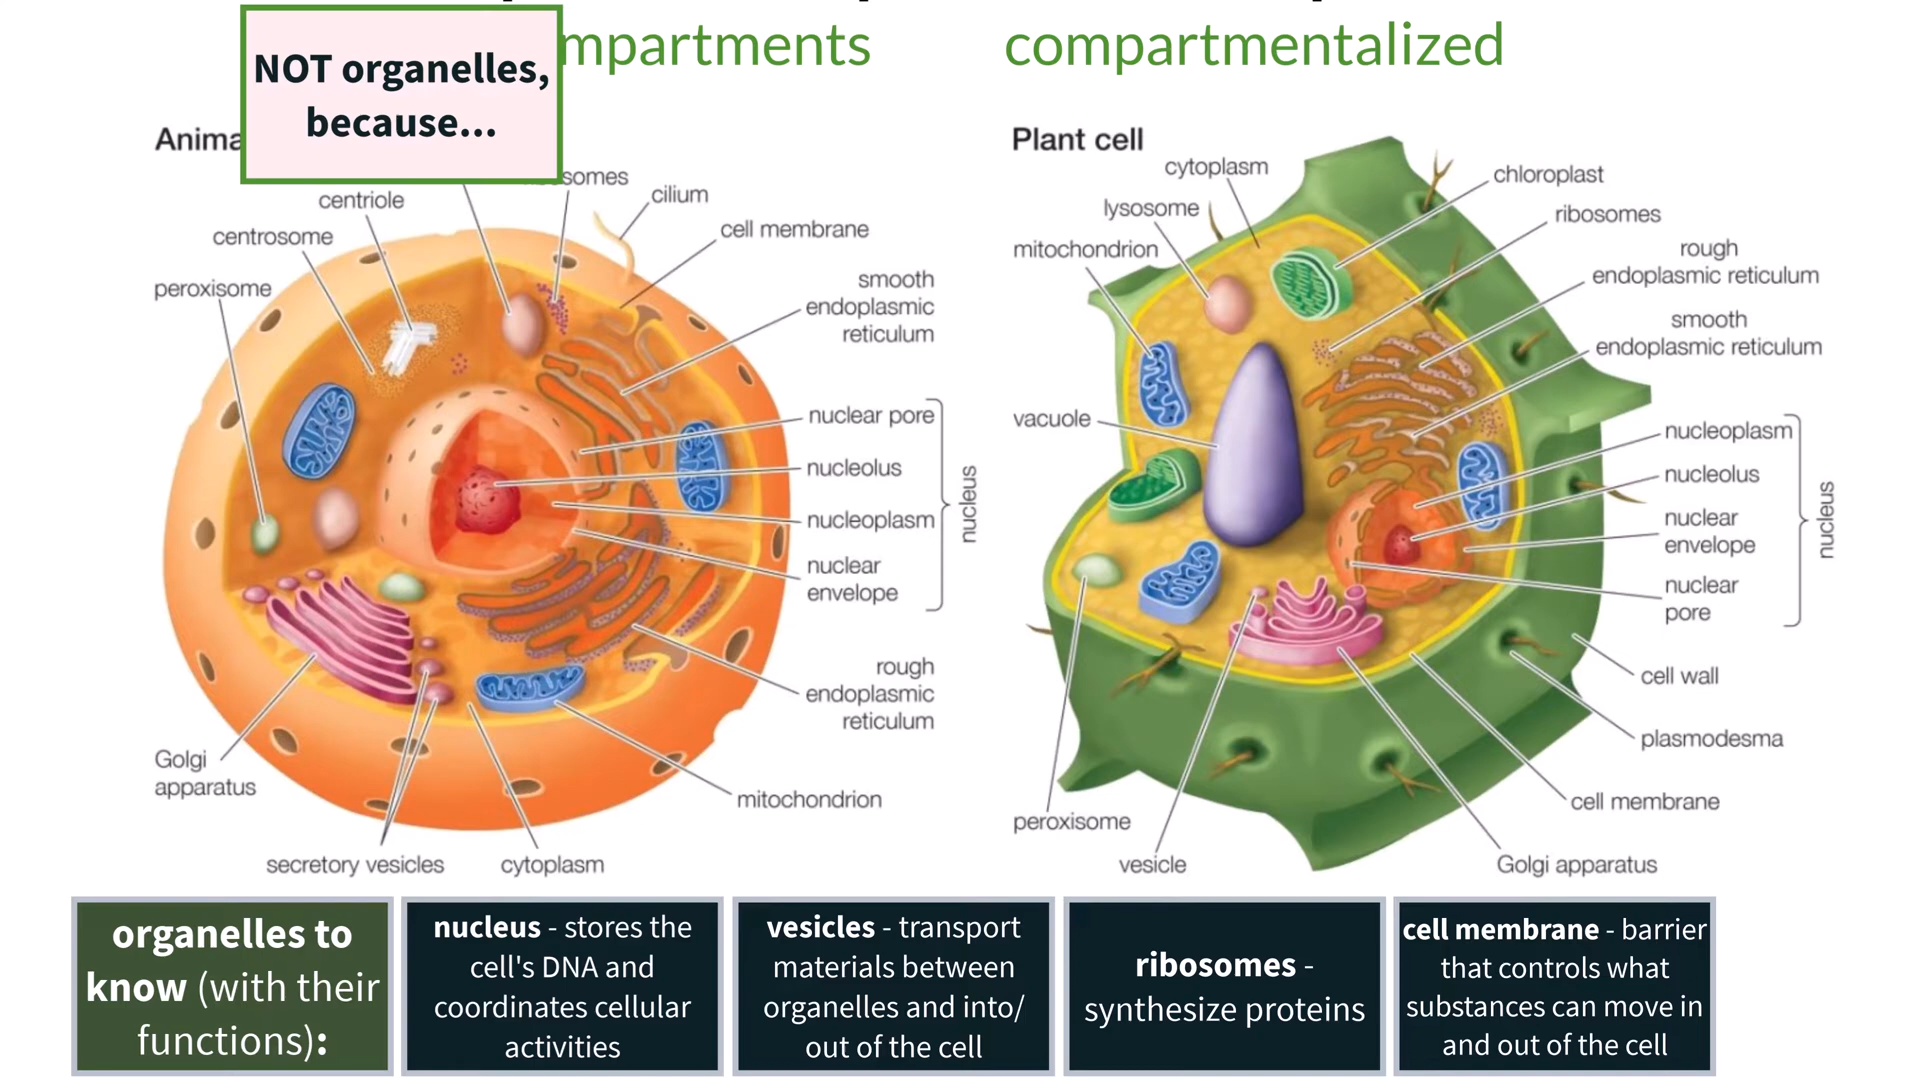 NOT organelles,
because...
mpartments
compartmentalized
Anima
somes
cilium
centriole
cell membrane
centrosome
smooth
endoplasmic
reticulum
peroxisome
nuclear pore
nucleolus
nucleoplasm
nuclear
envelope
nucleus
rough
endoplasmic
reticulum
Golgi
apparatus
mitochondrion
secretory vesicles
cytoplasm
Plant cell
cytoplasm
chloroplast
lysosome
ribosomes
mitochondrion
rough
endoplasmic reticulum
smooth
endoplasmic reticulum
vacuole
nucleoplasm
nucleolus
nuclear
envelope
nuclear
pore
nucleus
cell wall
plasmodesma
cell membrane
peroxisome
vesicle
Golgi apparatus
organelles to
know (with their
functions):
nucleus - stores the
cell's DNA and
coordinates cellular
activities
vesicles - transport
materials between
organelles and into/
out of the cell
ribosomes -
synthesize proteins
cell membrane - barrier
that controls what
substances can move in
and out of the cell